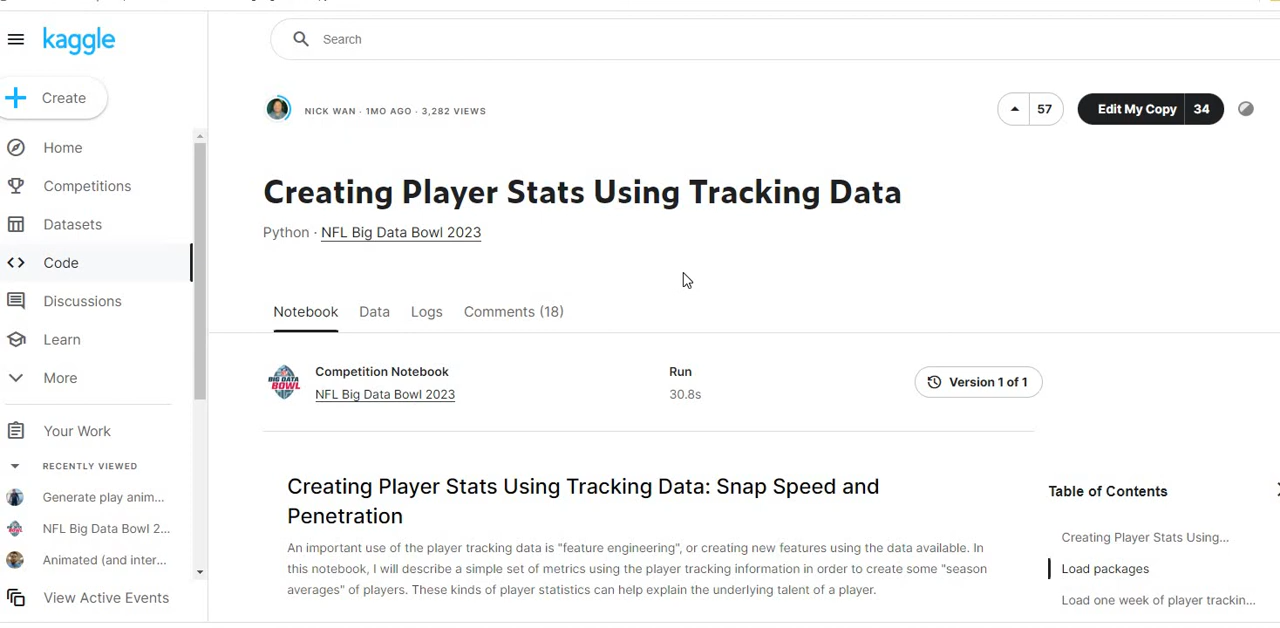 kaggle
Search
Create
NICK WAN · 1MO AGO · 3,282 VIEWS
57
Edit My Copy
34
Home
Competitions
Datasets
Code
Discussions
Learn
More
Your Work
RECENTLY VIEWED
Generate play anim...
NFL Big Data Bowl 2...
Animated (and inter...
View Active Events
Creating Player Stats Using Tracking Data
Python · NFL Big Data Bowl 2023
Notebook
Data
Logs
Comments (18)
BIG DATA
BOWL
Competition Notebook
NFL Big Data Bowl 2023
Run
30.8s
Version 1 of 1
Creating Player Stats Using Tracking Data: Snap Speed and
Penetration
An important use of the player tracking data is "feature engineering", or creating new features using the data available. In
this notebook, I will describe a simple set of metrics using the player tracking information in order to create some "season
averages" of players. These kinds of player statistics can help explain the underlying talent of a player.
Table of Contents
Creating Player Stats Using...
Load packages
Load one week of player trackin...